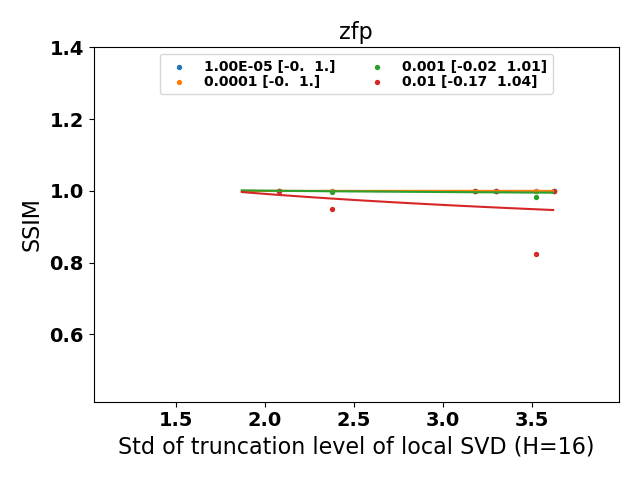 zfp
1.00E-05 [-0.  1.]
0.0001 [-0.  1.]
0.001 [-0.02  1.01]
0.01 [-0.17  1.04]
1.4
1.2
1.0
0.8
0.6
SSIM
1.5 2.0 2.5 3.0 3.5
Std of truncation level of local SVD (H=16)